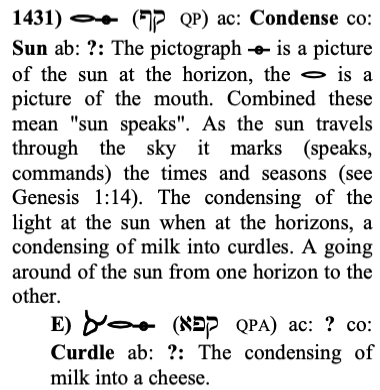 1431) (קף QP) ac: Condense co:
Sun ab: ?: The pictograph is a picture
of the sun at the horizon, the is a
picture of the mouth. Combined these
mean "sun speaks". As the sun travels
through the sky it marks (speaks,
commands) the times and seasons (see
Genesis 1:14). The condensing of the
light at the sun when at the horizons, a
condensing of milk into curdles. A going
around of the sun from one horizon to the
other.
E) (קפא QPA) ac: ? co:
Curdle ab: ?: The condensing of
milk into a cheese.